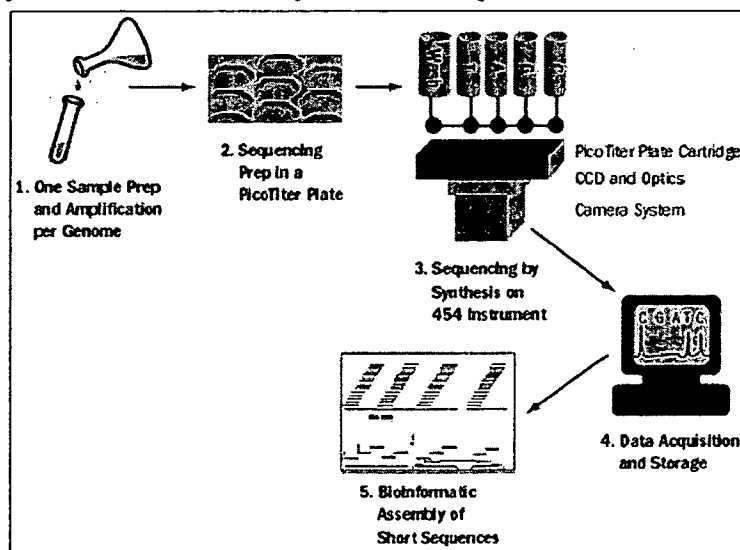 1. One Sample Prep
and Amplification
per Genome
2. Sequencing
Prep in a
PicoTiter Plate
PicoTiter Plate Cartridge
CCD and Optics
Camera System
3. Sequencing by
Synthesis on
454 Instrument
C G A T C
4. Data Acquisition
and Storage
5. Bioinformatic
Assembly of
Short Sequences